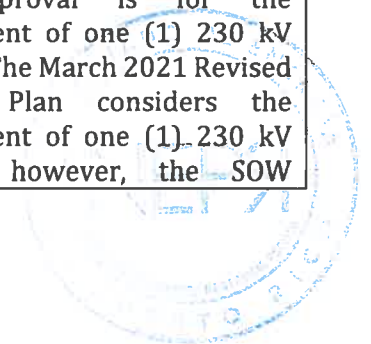 proval is for the
ent of one (1) 230 kV
The March 2021 Revised
Plan considers the
ent of one (1) 230 kV
however, the SOW